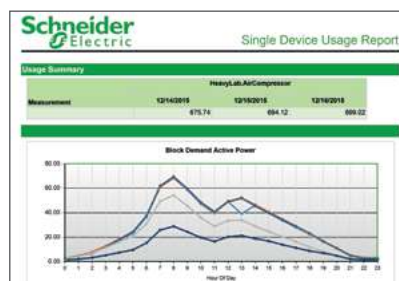 Schneider
Electric
Single Device Usage Report
Usage Summary
HeavyLab.AirCompressor
Measurement 12/14/2015 12/15/2015 12/16/2015
675.74 694.12 699.02
Block Demand Active Power
80.00
60.00
40.00
20.00
0.00
0 1 2 3 4 5 6 7 8 9 10 11 12 13 14 15 16 17 18 19 20 21 22 23
Hour Of Day